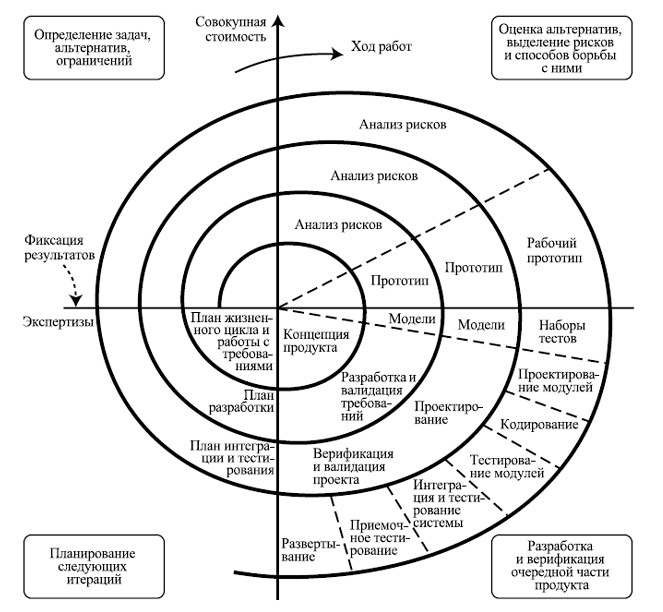 Определение задач,
альтернатив,
ограничений
Совокупная
стоимость
Ход работ
Оценка альтернатив,
выделение рисков
и способов борьбы
с ними
Анализ рисков
Анализ рисков
Анализ рисков
Фиксация
результатов
Рабочий
прототип
Прототип
Прототип
Экспертизы
План жизнен-
ного цикла и
работы с
требова-
ниями
Концепция
продукта
Модели
Модели
Наборы
тестов
План
разработки
Разработка и
валидация
требований
Проектиро-
вание
Проектирова-
ние модулей
Кодирование
План интегра-
ции и тести-
рования
Верификация
и валидация
проекта
Тестирова-
ние модулей
Интегра-
ция и тести-
рование
системы
Приемоч-
ное тести-
рование
Разверты-
вание
Планирование
следующих
итераций
Разработка
и верификация
очередной части
продукта